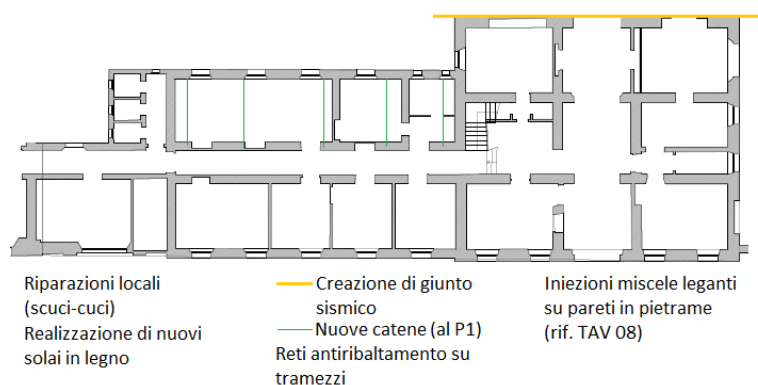 Riparazioni locali
(scuci-cuci)
Realizzazione di nuovi
solai in legno
Creazione di giunto
sismico
Nuove catene (al P1)
Reti antiribaltamento su
tramezzi
Iniezioni miscele leganti
su pareti in pietrame
(rif. TAV 08)